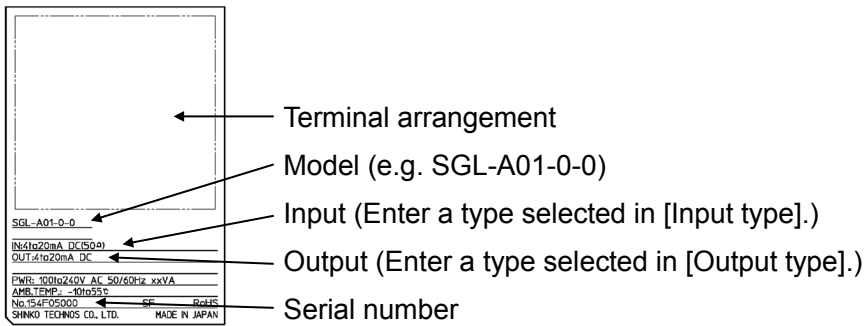 Terminal arrangement
Model (e.g. SGL-A01-0-0)
Input (Enter a type selected in [Input type].)
Output (Enter a type selected in [Output type].)
Serial number
SGL-A01-0-0
IN:4to20mA DC(50Ω)
OUT:4to20mA DC
PWR: 100to240V AC 50/60Hz xxVA
AMB.TEMP.: -10to55℃
No.154F05000 SF RoHS
SHINKO TECHNOS CO., LTD. MADE IN JAPAN